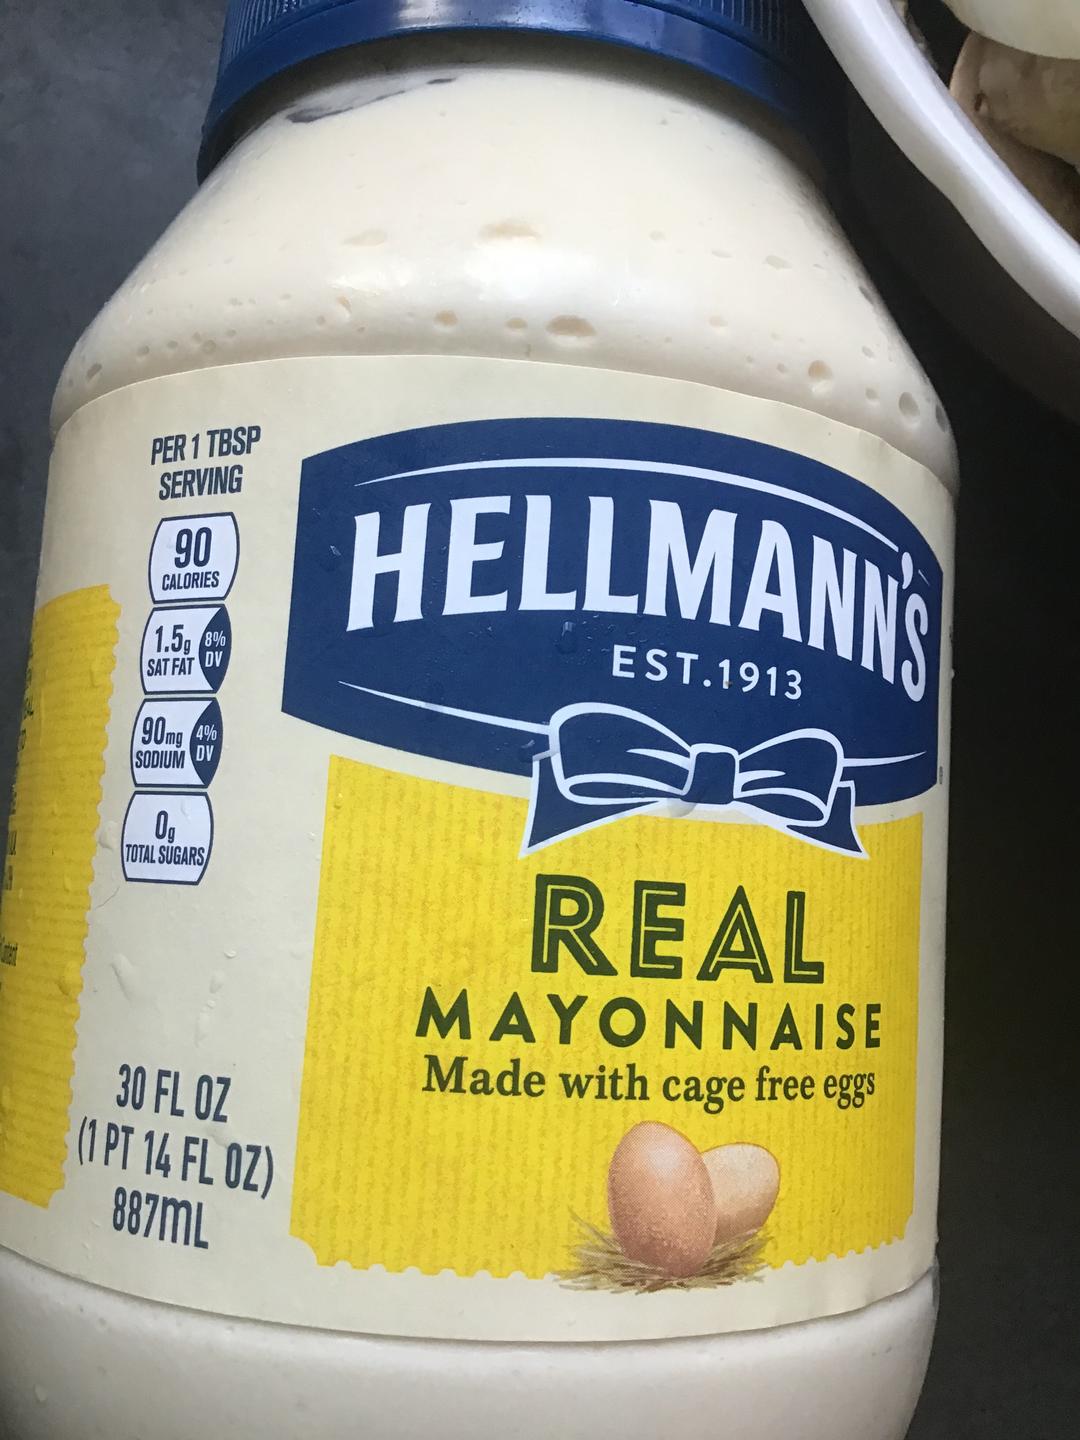 PER 1 TBSP
SERVING
90
CALORIES
1.5g
SAT FAT
8%
DV
90mg
SODIUM
4%
DV
0g
TOTAL SUGARS
HELLMANN'S
EST.1913
REAL
MAYONNAISE
Made with cage free eggs
30 FL OZ
(1 PT 14 FL OZ)
887mL